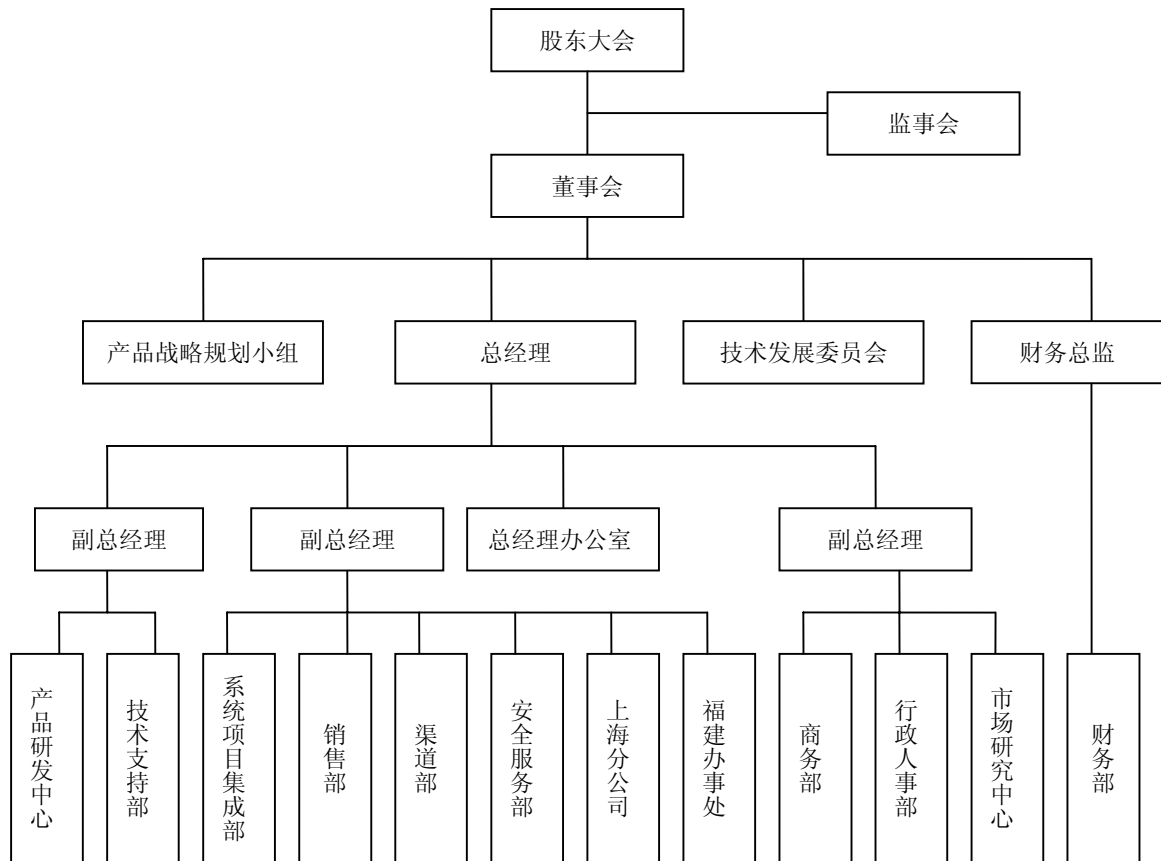 股东大会
监事会
董事会
产品战略规划小组
总经理
技术发展委员会
财务总监
副总经理
副总经理
总经理办公室
副总经理
产品研发中心
技术支持部
系统项目集成部
销售部
渠道部
安全服务部
上海分公司
福建办事处
商务部
行政人事部
市场研究中心
财务部